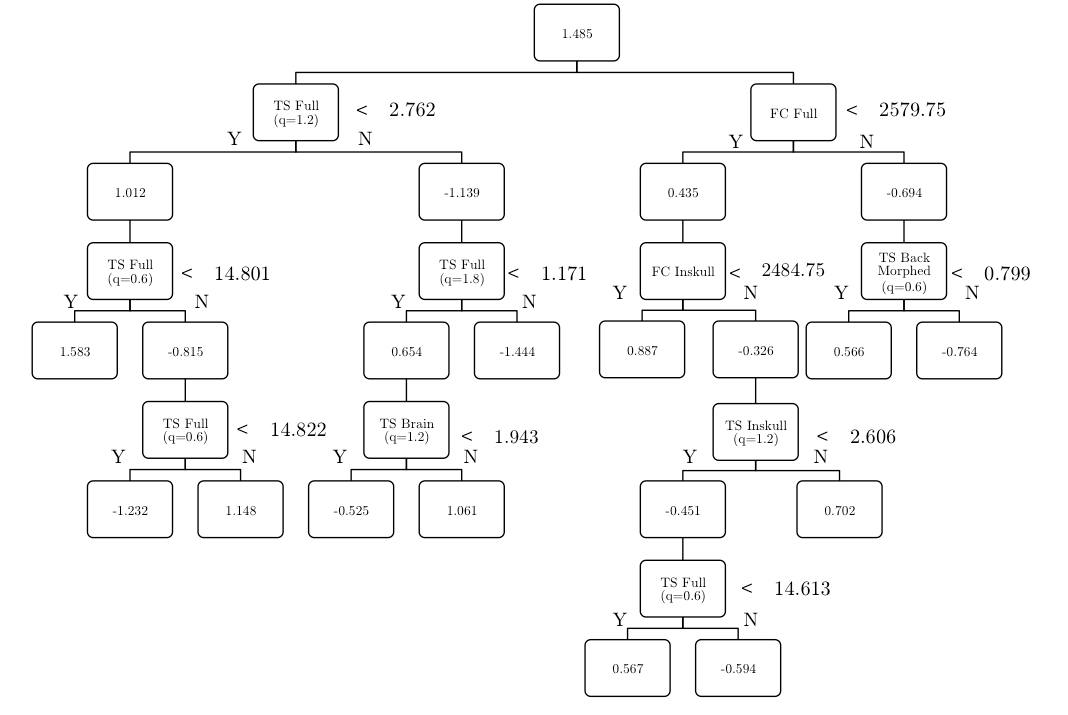 1.485
TS Full
(q=1.2)
< 2.762
FC Full
< 2579.75
Y N
Y N
1.012
-1.139
0.435
-0.694
TS Full
(q=0.6)
< 14.801
TS Full
(q=1.8)
< 1.171
FC Inskull
< 2484.75
TS Back
Morphed
(q=0.6)
< 0.799
Y N
Y N
Y N
Y N
1.583
-0.815
0.654
-1.444
0.887
-0.326
0.566
-0.764
TS Full
(q=0.6)
< 14.822
TS Brain
(q=1.2)
< 1.943
TS Inskull
(q=1.2)
< 2.606
Y N
Y N
Y N
-1.232
1.148
-0.525
1.061
-0.451
0.702
TS Full
(q=0.6)
< 14.613
Y N
0.567
-0.594